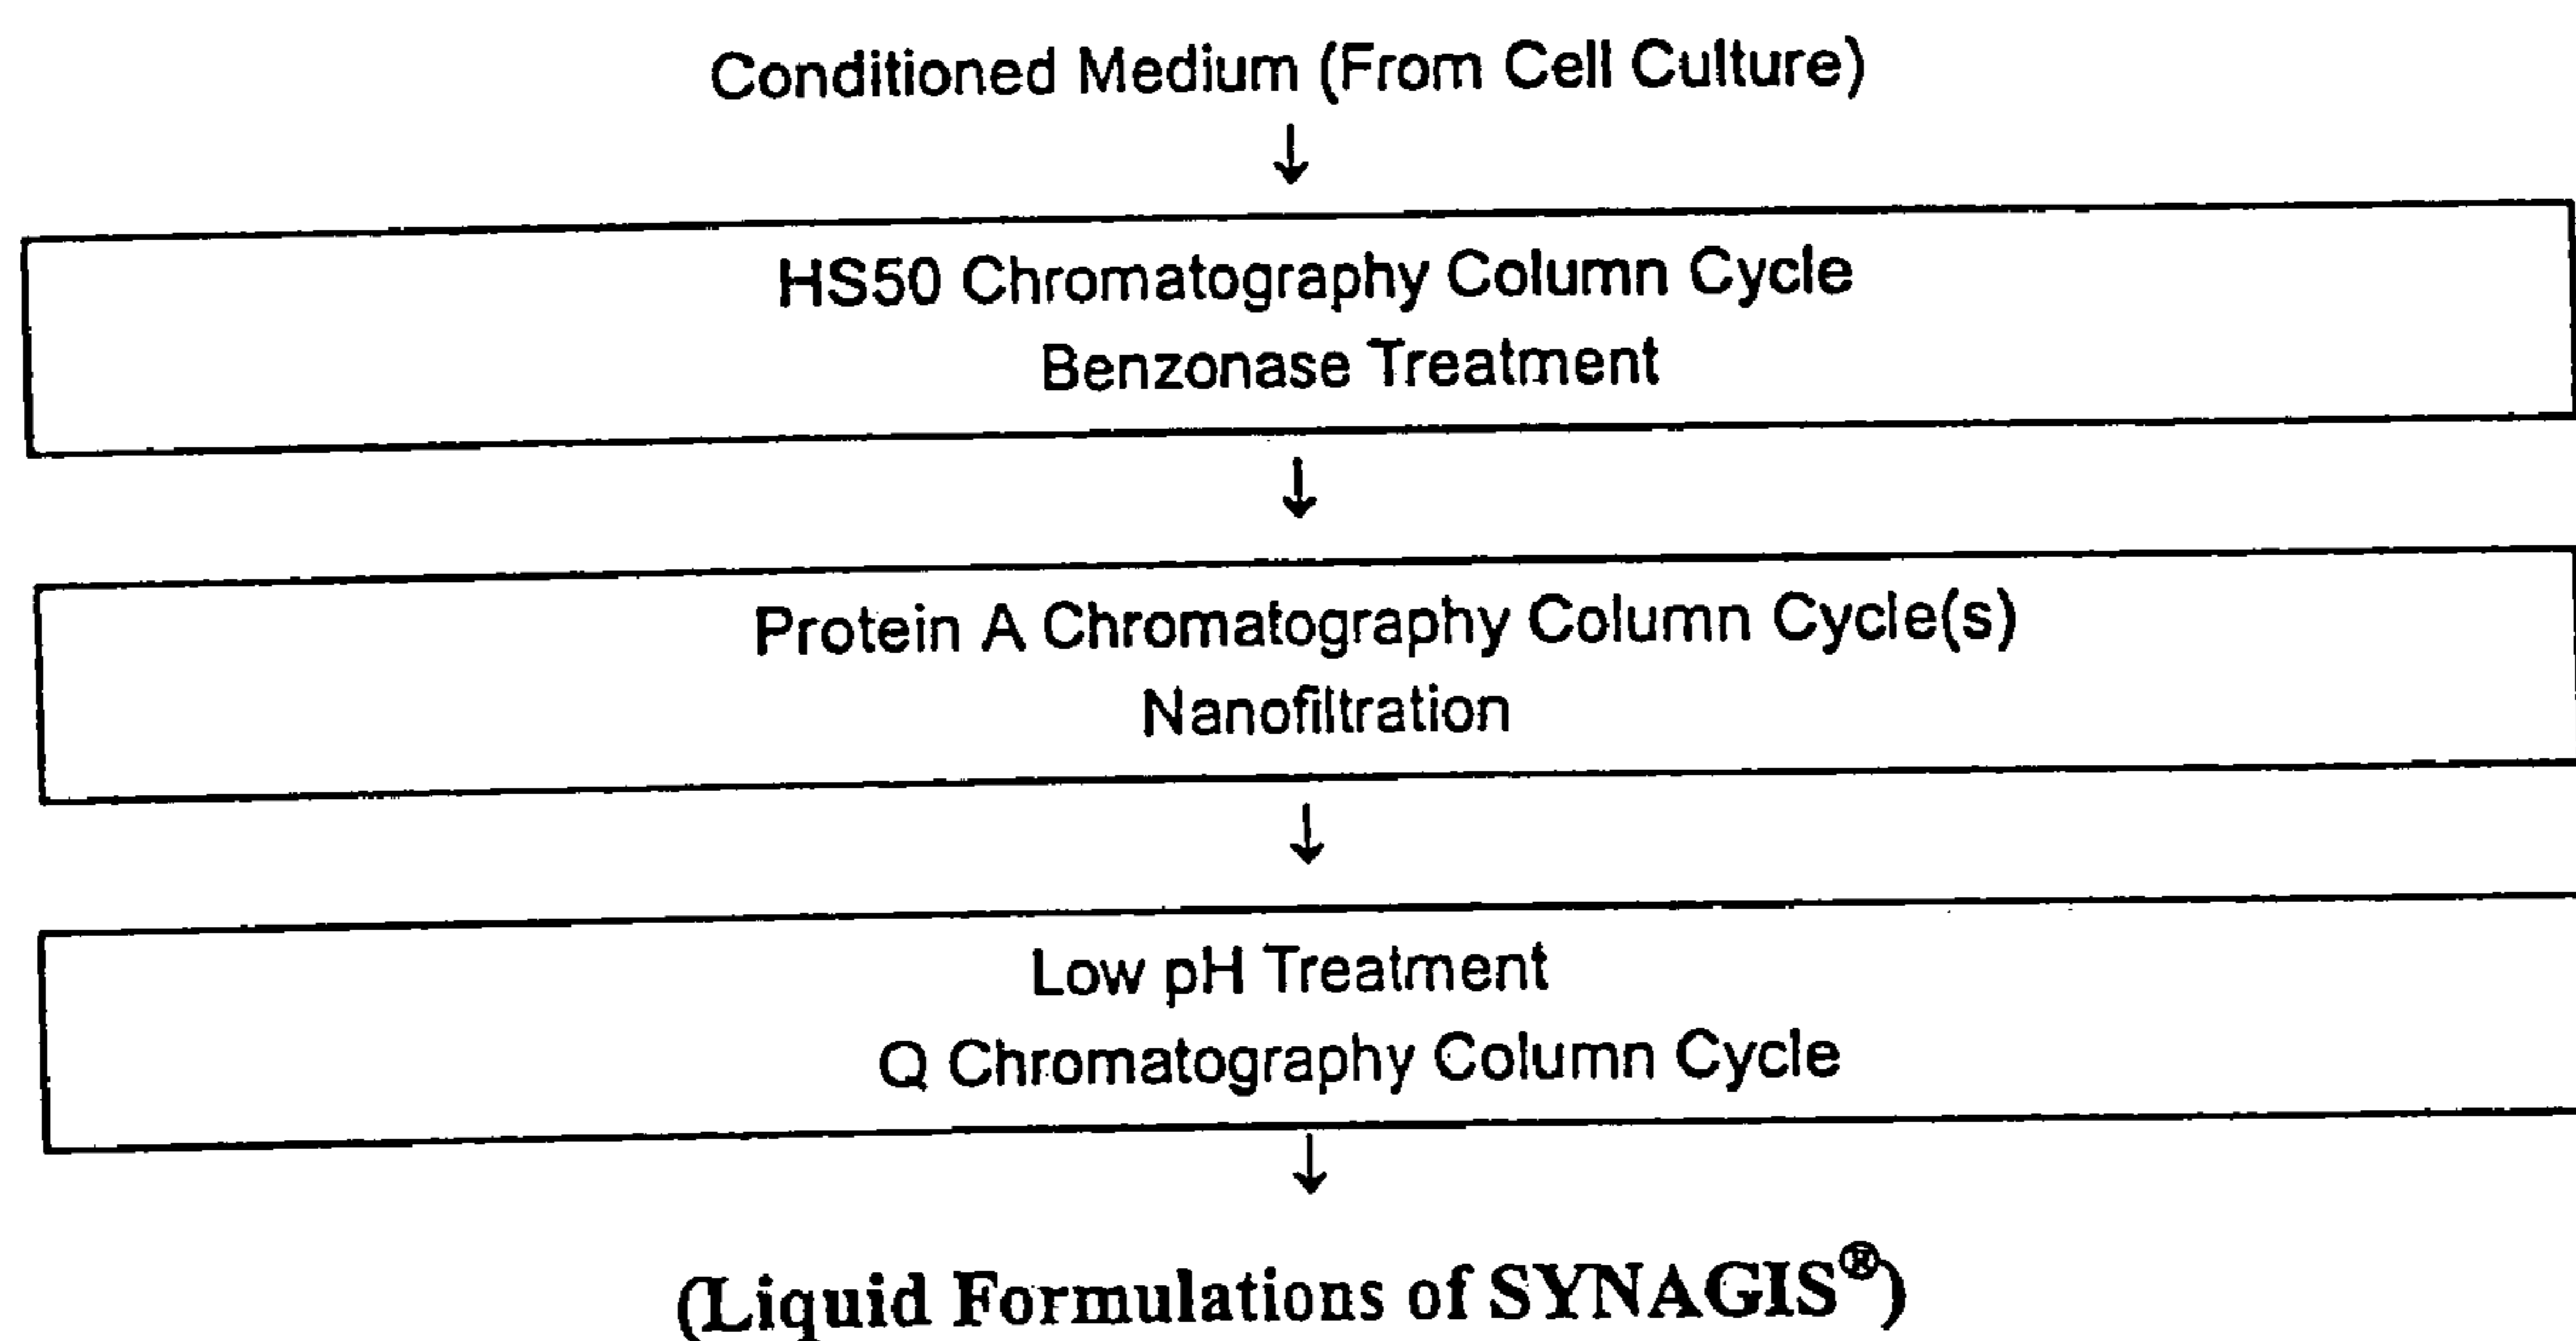 Conditioned Medium (From Cell Culture)
↓
HS50 Chromatography Column Cycle
Benzonase Treatment
↓
Protein A Chromatography Column Cycle(s)
Nanofiltration
↓
Low pH Treatment
Q Chromatography Column Cycle
↓
(Liquid Formulations of SYNAGIS®)